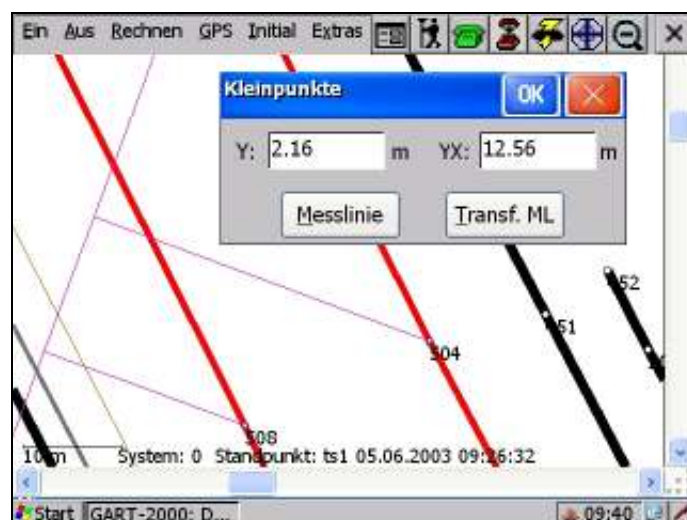 Ein Aus Rechnen GPS Initial Extras
Kleinpunkte OK
Y: 2.16 m YX: 12.56 m
Messlinie Transf. ML
52
51
504
508
10 m System: 0 Standpunkt: ts1 05.06.2003 09:26:32
Start GART-2000: D... 09:40